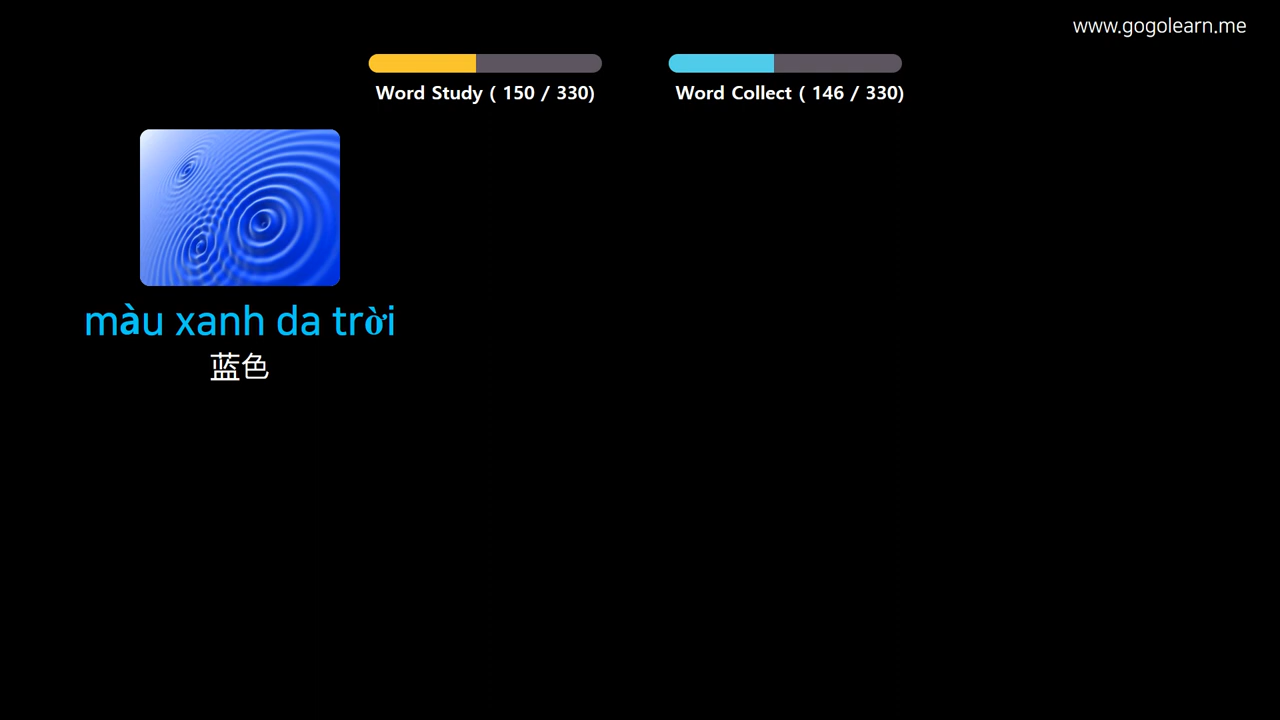 www.gogolearn.me
Word Study ( 150 / 330)
Word Collect ( 146 / 330)
màu xanh da trời
蓝色